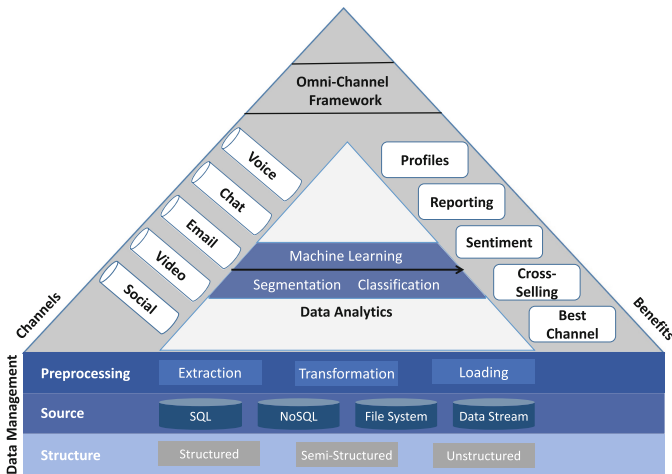 Omni-Channel
Framework
Voice
Chat
Email
Video
Social
Channels
Profiles
Reporting
Sentiment
Cross-
Selling
Best
Channel
Benefits
Machine Learning
Segmentation Classification
Data Analytics
Data Management
Preprocessing Extraction Transformation Loading
Source SQL NoSQL File System Data Stream
Structure Structured Semi-Structured Unstructured